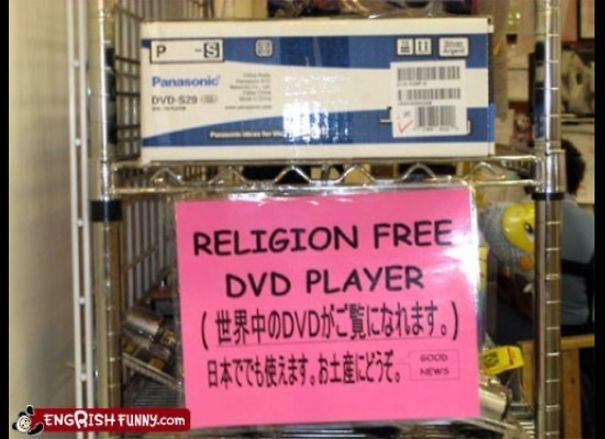 P -S
Panasonic
DVD-S29
RELIGION FREE
DVD PLAYER
(世界中のDVDがご覧になれます。)
日本ででも使えます。お土産にどうぞ。
GOOD
NEWS
ENGRISH FUNNY.com